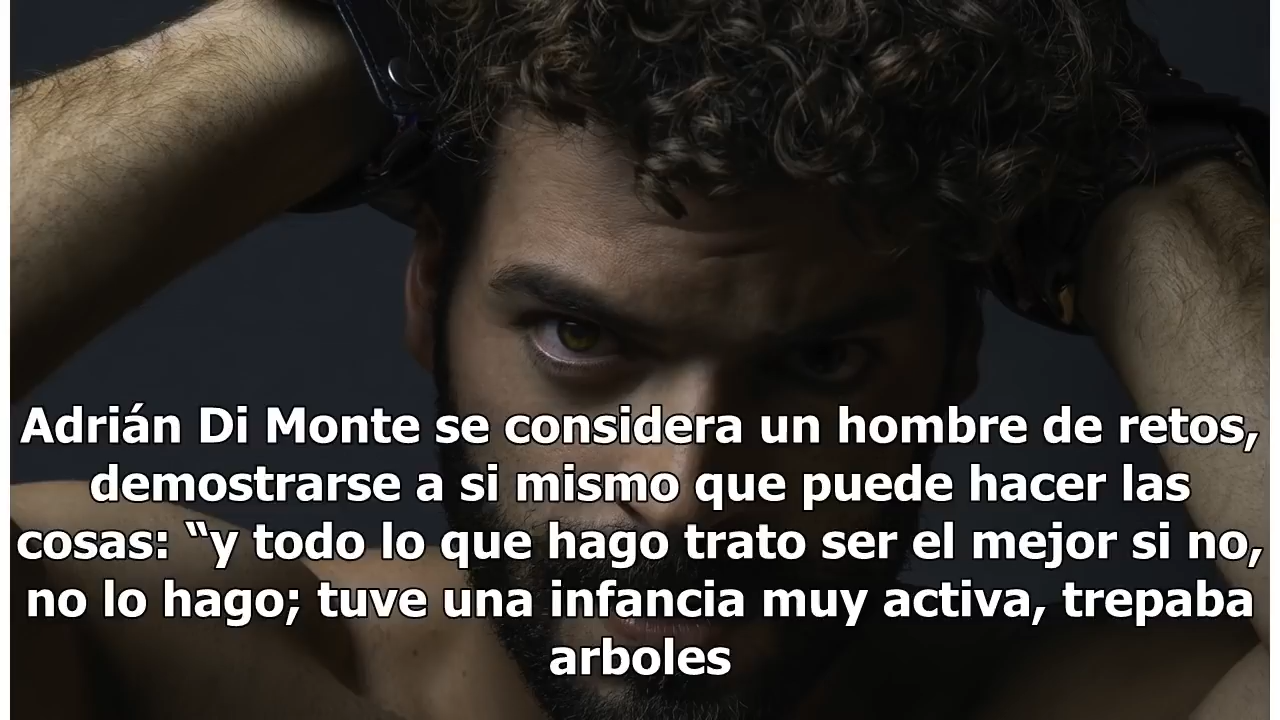 Adrián Di Monte se considera un hombre de retos,
demostrarse a si mismo que puede hacer las
cosas: “y todo lo que hago trato ser el mejor si no,
no lo hago; tuve una infancia muy activa, trepaba
arboles